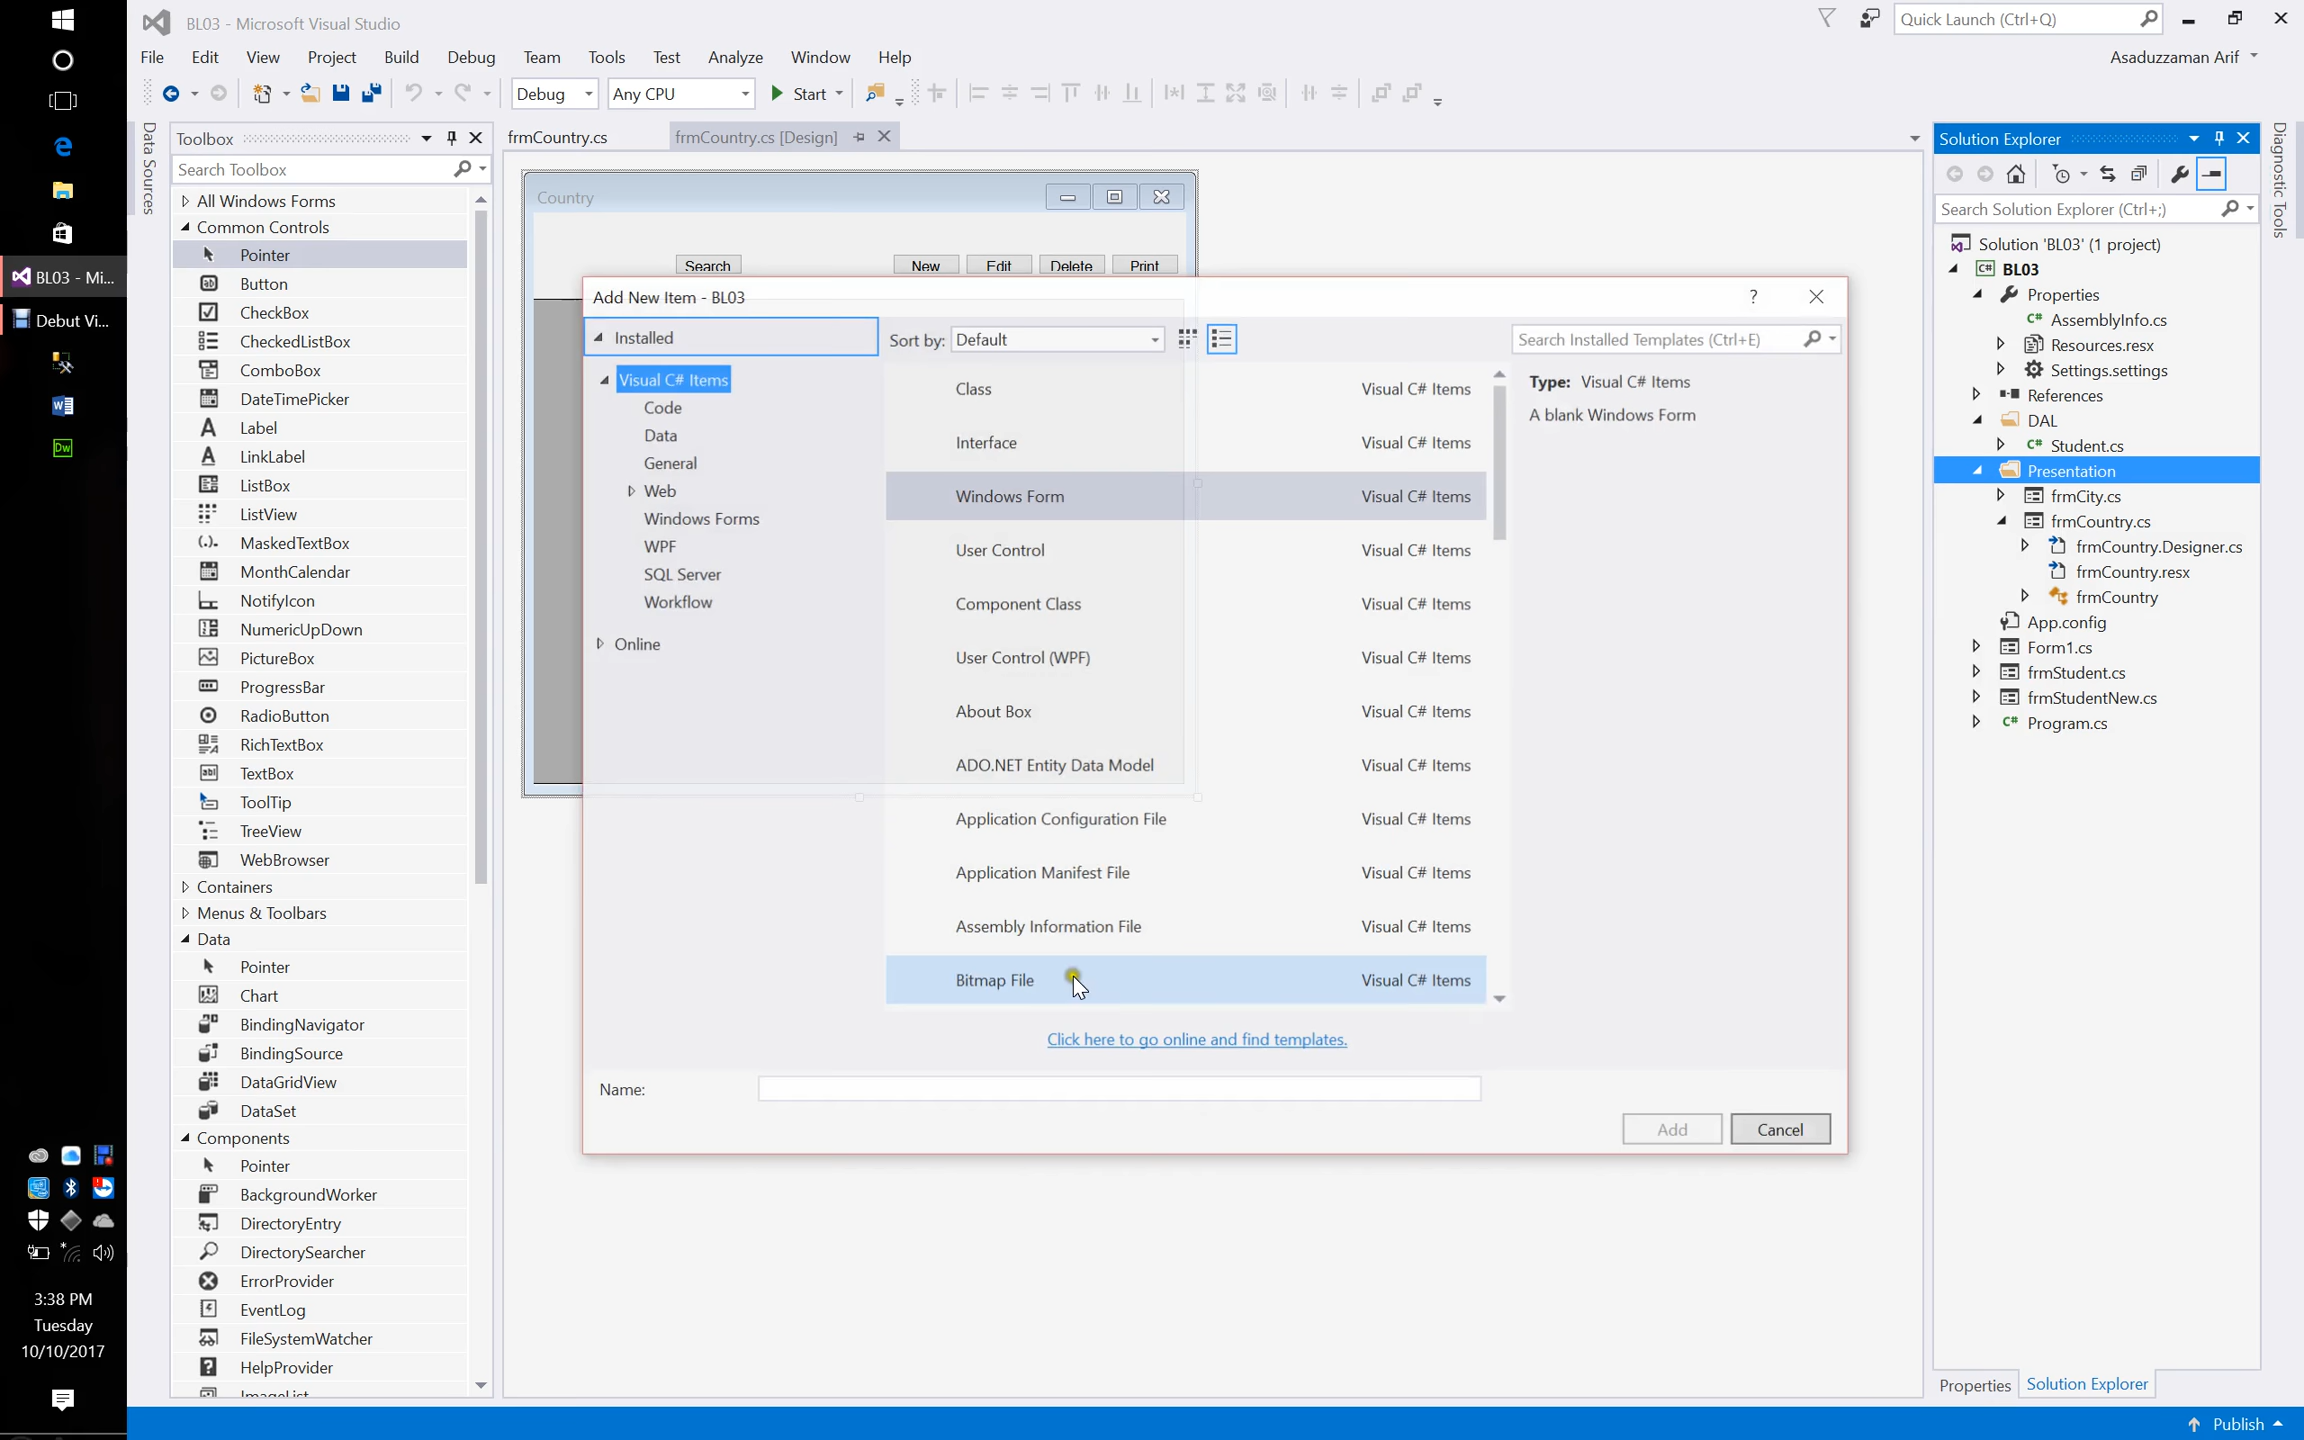 BL03 - Microsoft Visual Studio
Quick Launch (Ctrl+Q)
File Edit View Project Build Debug Team Tools Test Analyze Window Help
Asaduzzaman Arif
Debug Any CPU Start
Data Sources
Toolbox
Search Toolbox
All Windows Forms
Common Controls
Pointer
Button
CheckBox
CheckedListBox
ComboBox
DateTimePicker
Label
LinkLabel
ListBox
ListView
MaskedTextBox
MonthCalendar
NotifyIcon
NumericUpDown
PictureBox
ProgressBar
RadioButton
RichTextBox
TextBox
ToolTip
TreeView
WebBrowser
Containers
Menus & Toolbars
Data
Pointer
Chart
BindingNavigator
BindingSource
DataGridView
DataSet
Components
Pointer
BackgroundWorker
DirectoryEntry
DirectorySearcher
ErrorProvider
EventLog
FileSystemWatcher
HelpProvider
ImageList
frmCountry.cs
frmCountry.cs [Design]
Country
Search New Edit Delete Print
Add New Item - BL03
?
Installed
Sort by: Default
Search Installed Templates (Ctrl+E)
Visual C# Items
Code
Data
General
Web
Windows Forms
WPF
SQL Server
Workflow
Online
Class Visual C# Items
Interface Visual C# Items
Windows Form Visual C# Items
User Control Visual C# Items
Component Class Visual C# Items
User Control (WPF) Visual C# Items
About Box Visual C# Items
ADO.NET Entity Data Model Visual C# Items
Application Configuration File Visual C# Items
Application Manifest File Visual C# Items
Assembly Information File Visual C# Items
Bitmap File Visual C# Items
Type: Visual C# Items
A blank Windows Form
Click here to go online and find templates.
Name:
Add Cancel
Solution Explorer
Search Solution Explorer (Ctrl+;)
Solution 'BL03' (1 project)
C# BL03
Properties
C# AssemblyInfo.cs
Resources.resx
Settings.settings
References
DAL
C# Student.cs
Presentation
frmCity.cs
frmCountry.cs
frmCountry.Designer.cs
frmCountry.resx
frmCountry
App.config
Form1.cs
frmStudent.cs
frmStudentNew.cs
C# Program.cs
Properties Solution Explorer
Diagnostic Tools
Publish
BL03 - Mi...
Debut Vi...
Dw
3:38 PM
Tuesday
10/10/2017